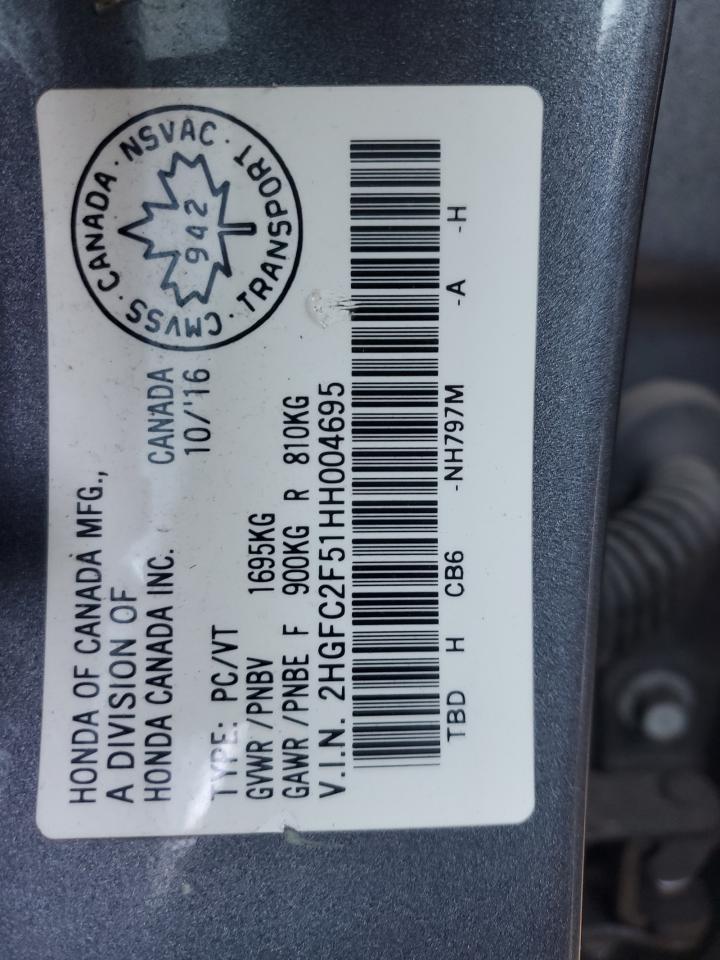 HONDA OF CANADA MFG.,
A DIVISION OF
HONDA CANADA INC.
CANADA
10/'16
CMVSS · CANADA · NSVAC · TRANSPORT ·
942
TYPE: PC/VT
GVWR /PNBV 1695KG
GAWR /PNBE F 900KG R 810KG
V.I.N. 2HGFC2F51HH004695
TBD H CB6 -NH797M -A -H